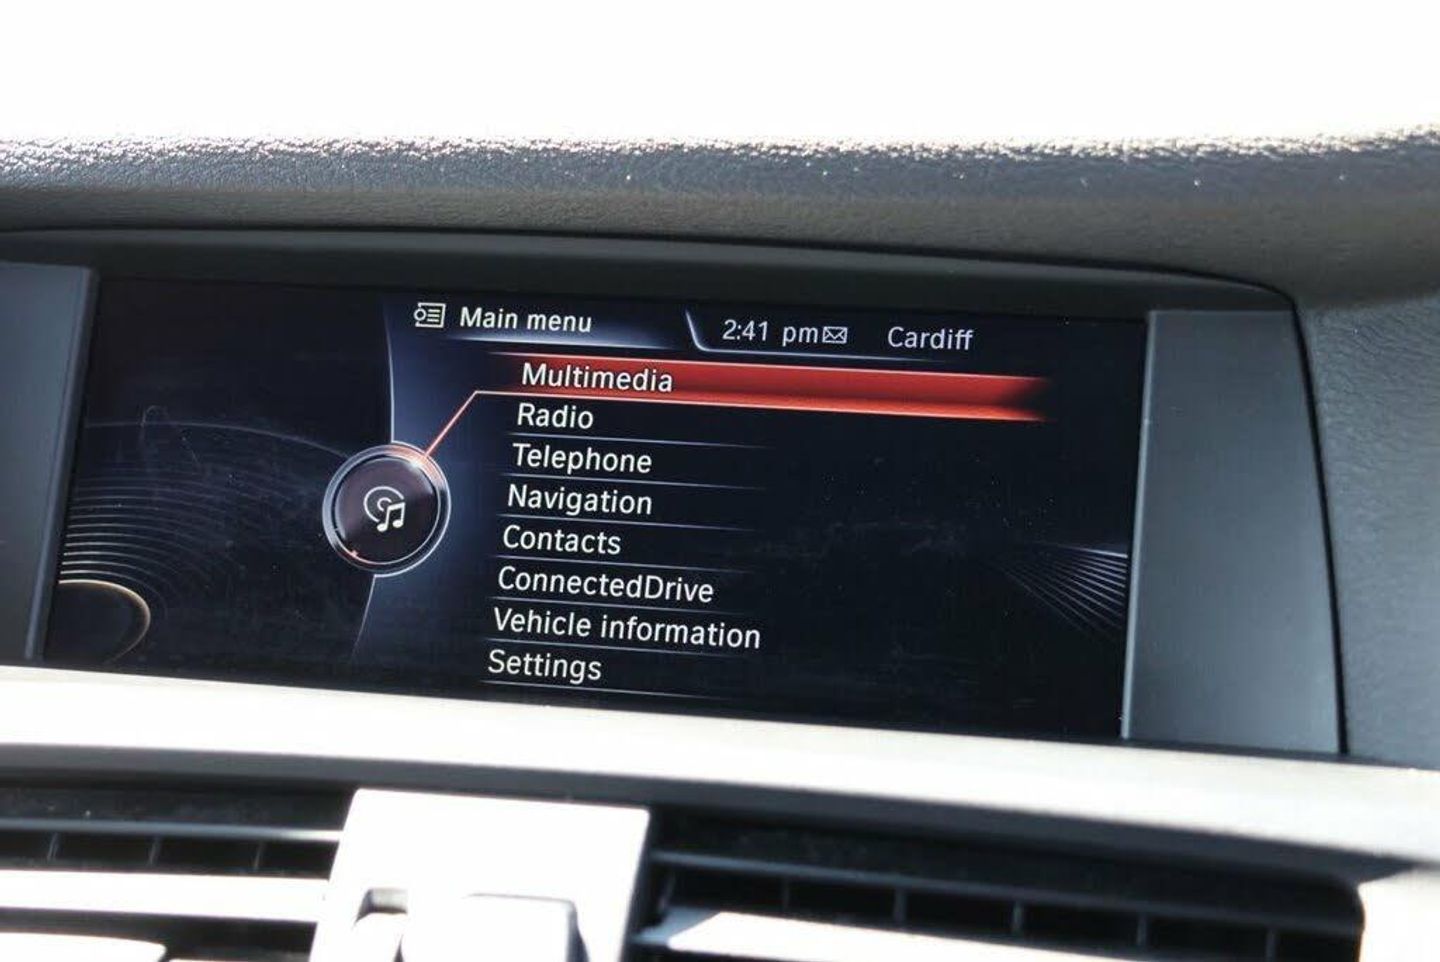 Main menu 2:41 pm Cardiff
Multimedia
Radio
Telephone
Navigation
Contacts
ConnectedDrive
Vehicle information
Settings